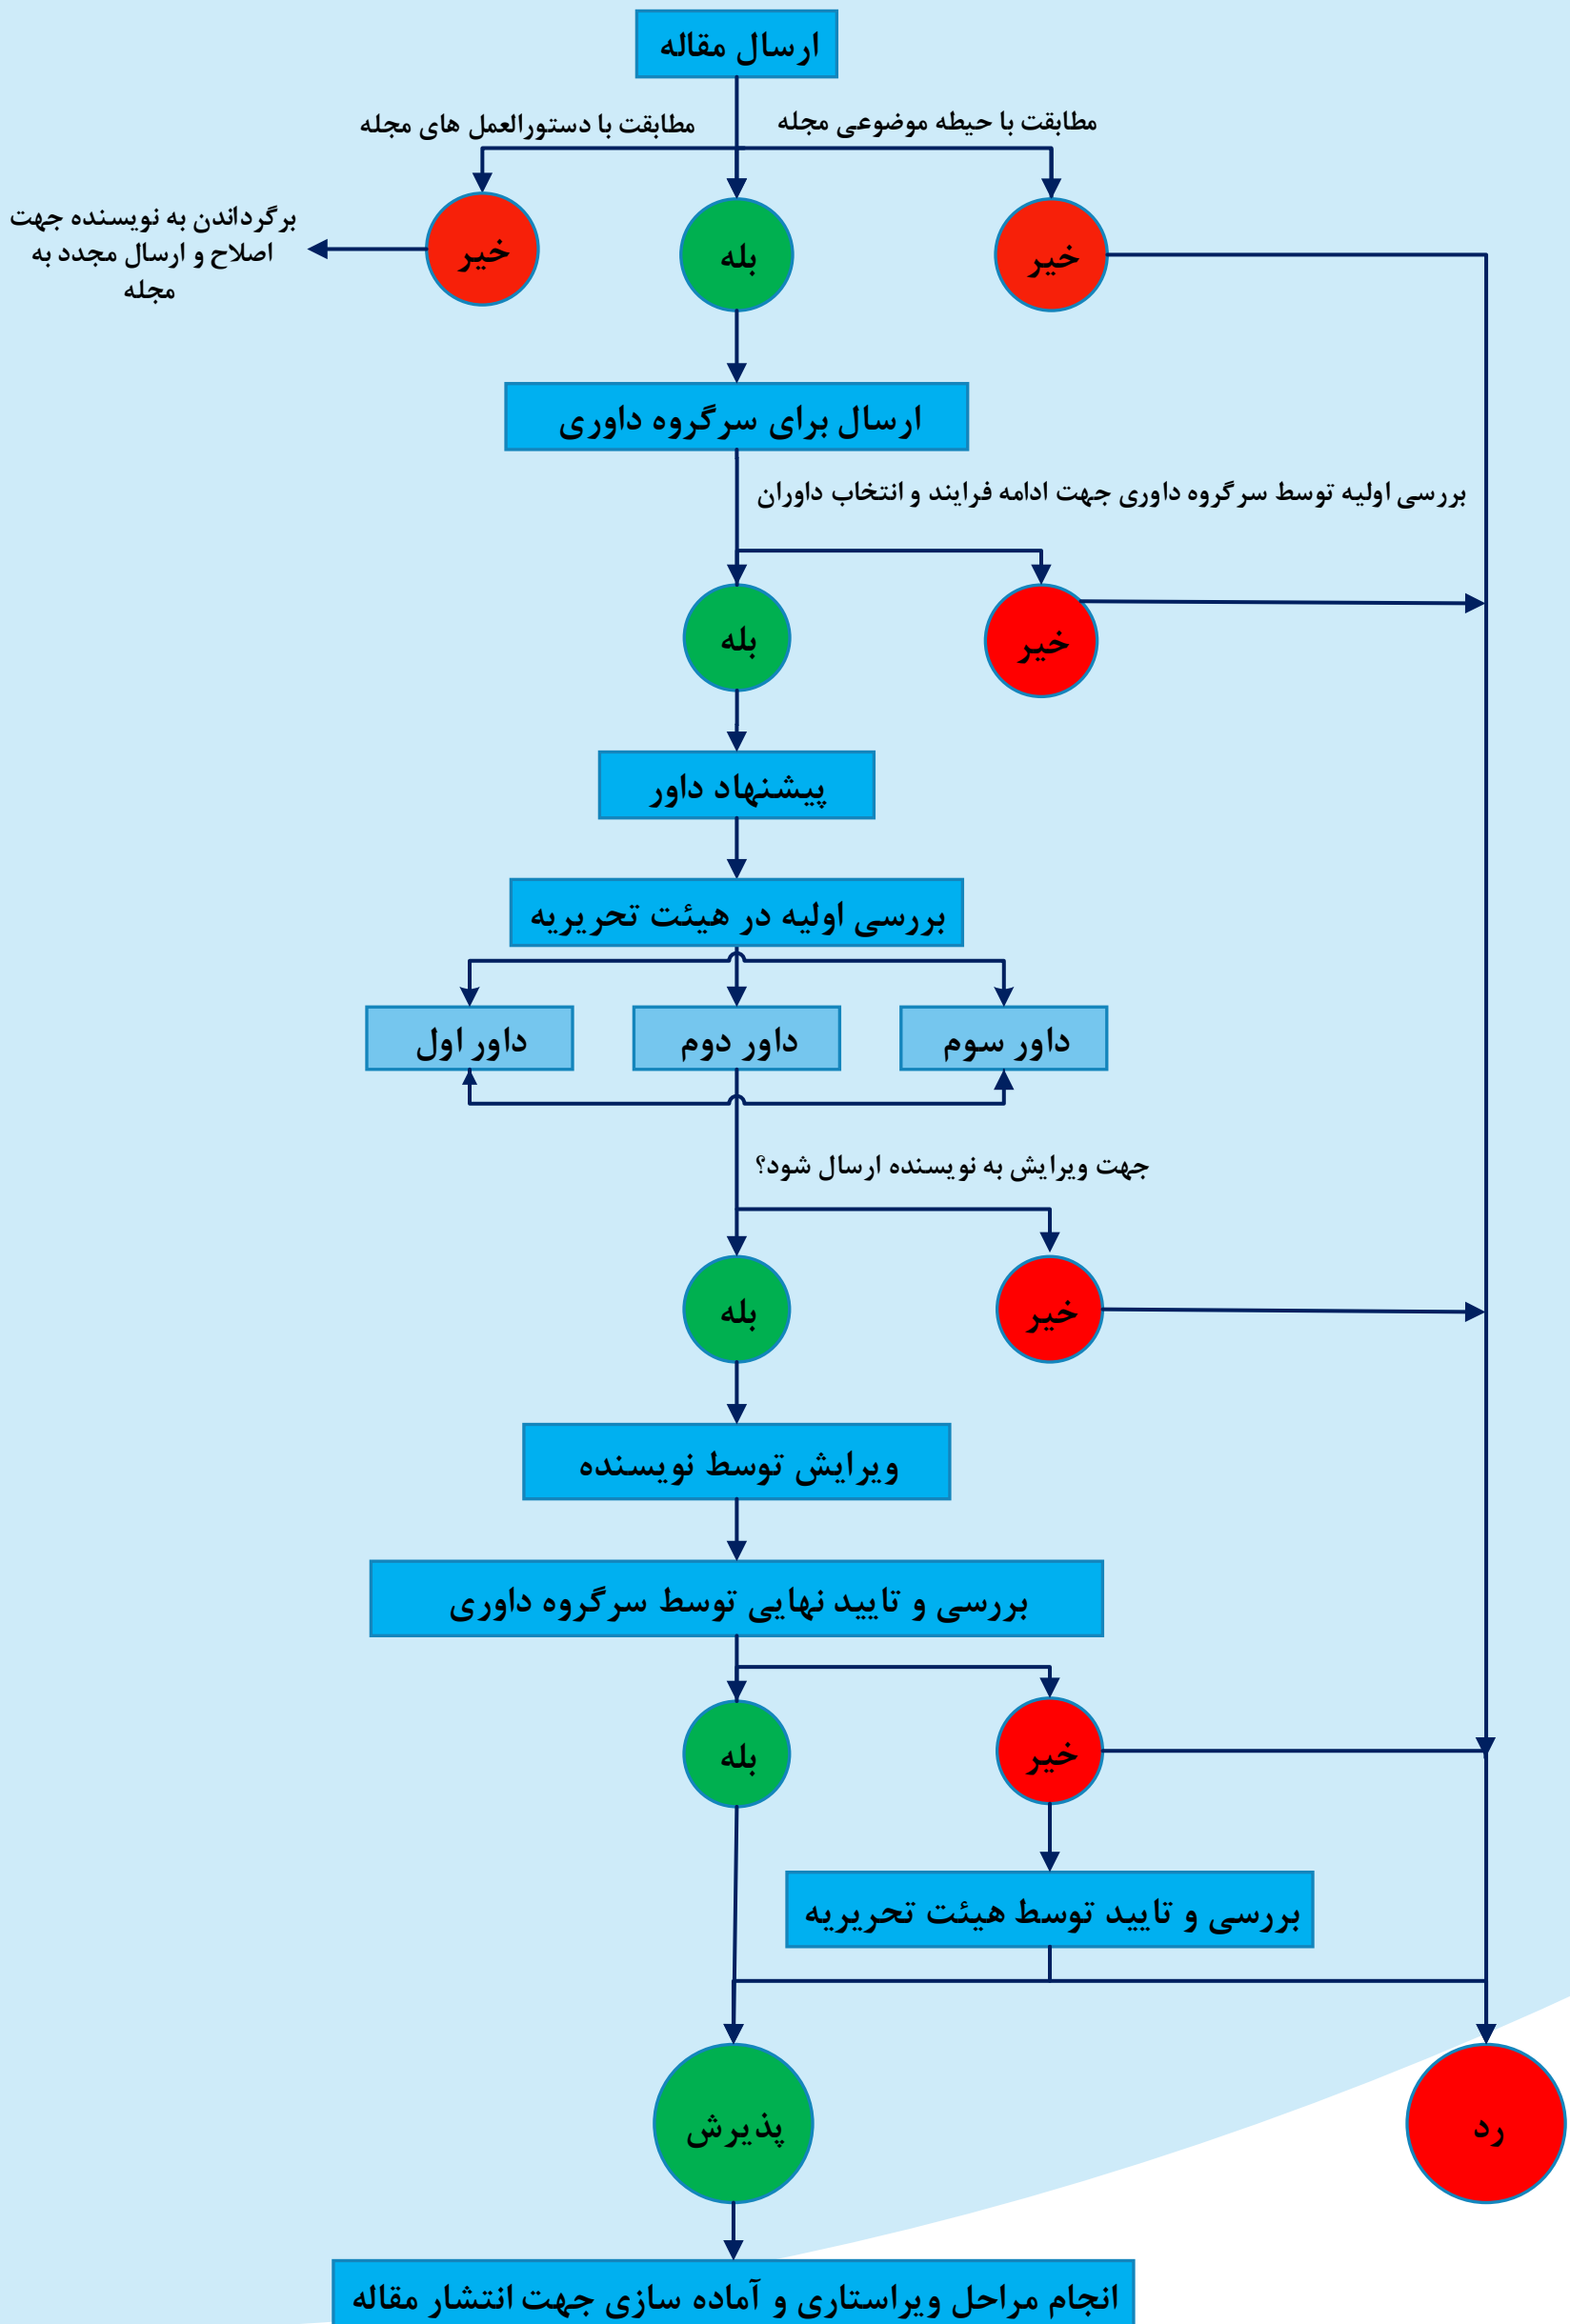 ارسال مقاله
مطابقت با حیطه موضوعی مجله
مطابقت با دستورالعمل های مجله
خیر
بله
خیر
برگرداندن به نویسنده جهت
اصلاح و ارسال مجدد به
مجله
ارسال برای سرگروه داوری
بررسی اولیه توسط سرگروه داوری جهت ادامه فرایند و انتخاب داوران
خیر
بله
پیشنهاد داور
بررسی اولیه در هیئت تحریریه
داور سوم
داور دوم
داور اول
جهت ویرایش به نویسنده ارسال شود؟
خیر
بله
ویرایش توسط نویسنده
بررسی و تایید نهایی توسط سرگروه داوری
خیر
بله
بررسی و تایید توسط هیئت تحریریه
رد
پذیرش
انجام مراحل ویراستاری و آماده سازی جهت انتشار مقاله